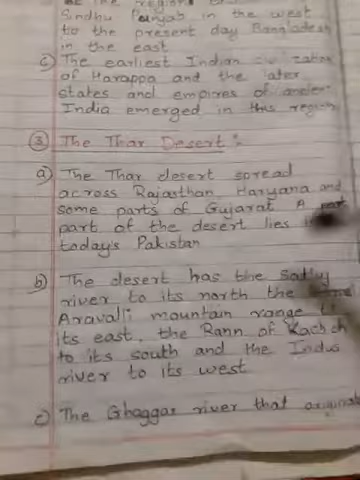 Sindhu Punjab in the west
to the present day Bangladesh
in the east
c) The earliest Indian
of Harappa and the later
states and empires of ancient
India emerged in this region
③ The Thar Desert :-
a) The Thar desert spread
across Rajasthan Haryana and
some parts of Gujarat. A
part of the desert lies
today's Pakistan
b) The desert has the Satluj
river to its north the
Aravali mountain range
its east, the Rann of Kachch
to its south and the Indus
river to its west
c) The Ghaggar river that